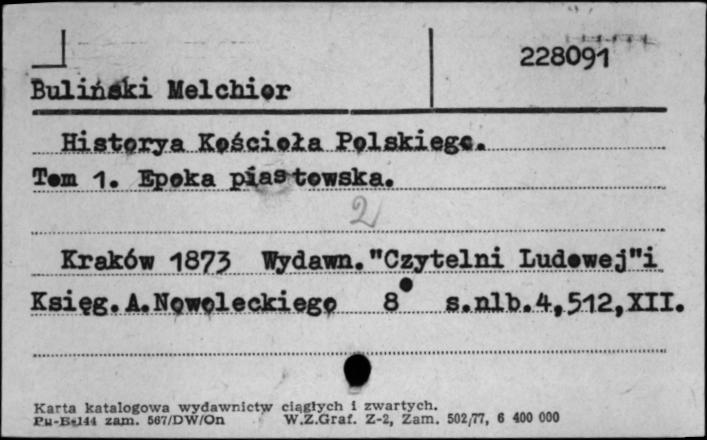 228091
Buliński Melchior
Historya Kościoła Polskiego.
Tom 1. Epoka piastowska.
2
Kraków 1873 Wydawn."Czytelni Ludowej"i
Księg.A.Nowoleckiego 8° s.nlb.4,512,XII.
Karta katalogowa wydawnictw ciągłych i zwartych.
Pu-B-144 zam. 567/DW/On W.Z.Graf. Z-2, Zam. 502/77, 6 400 000